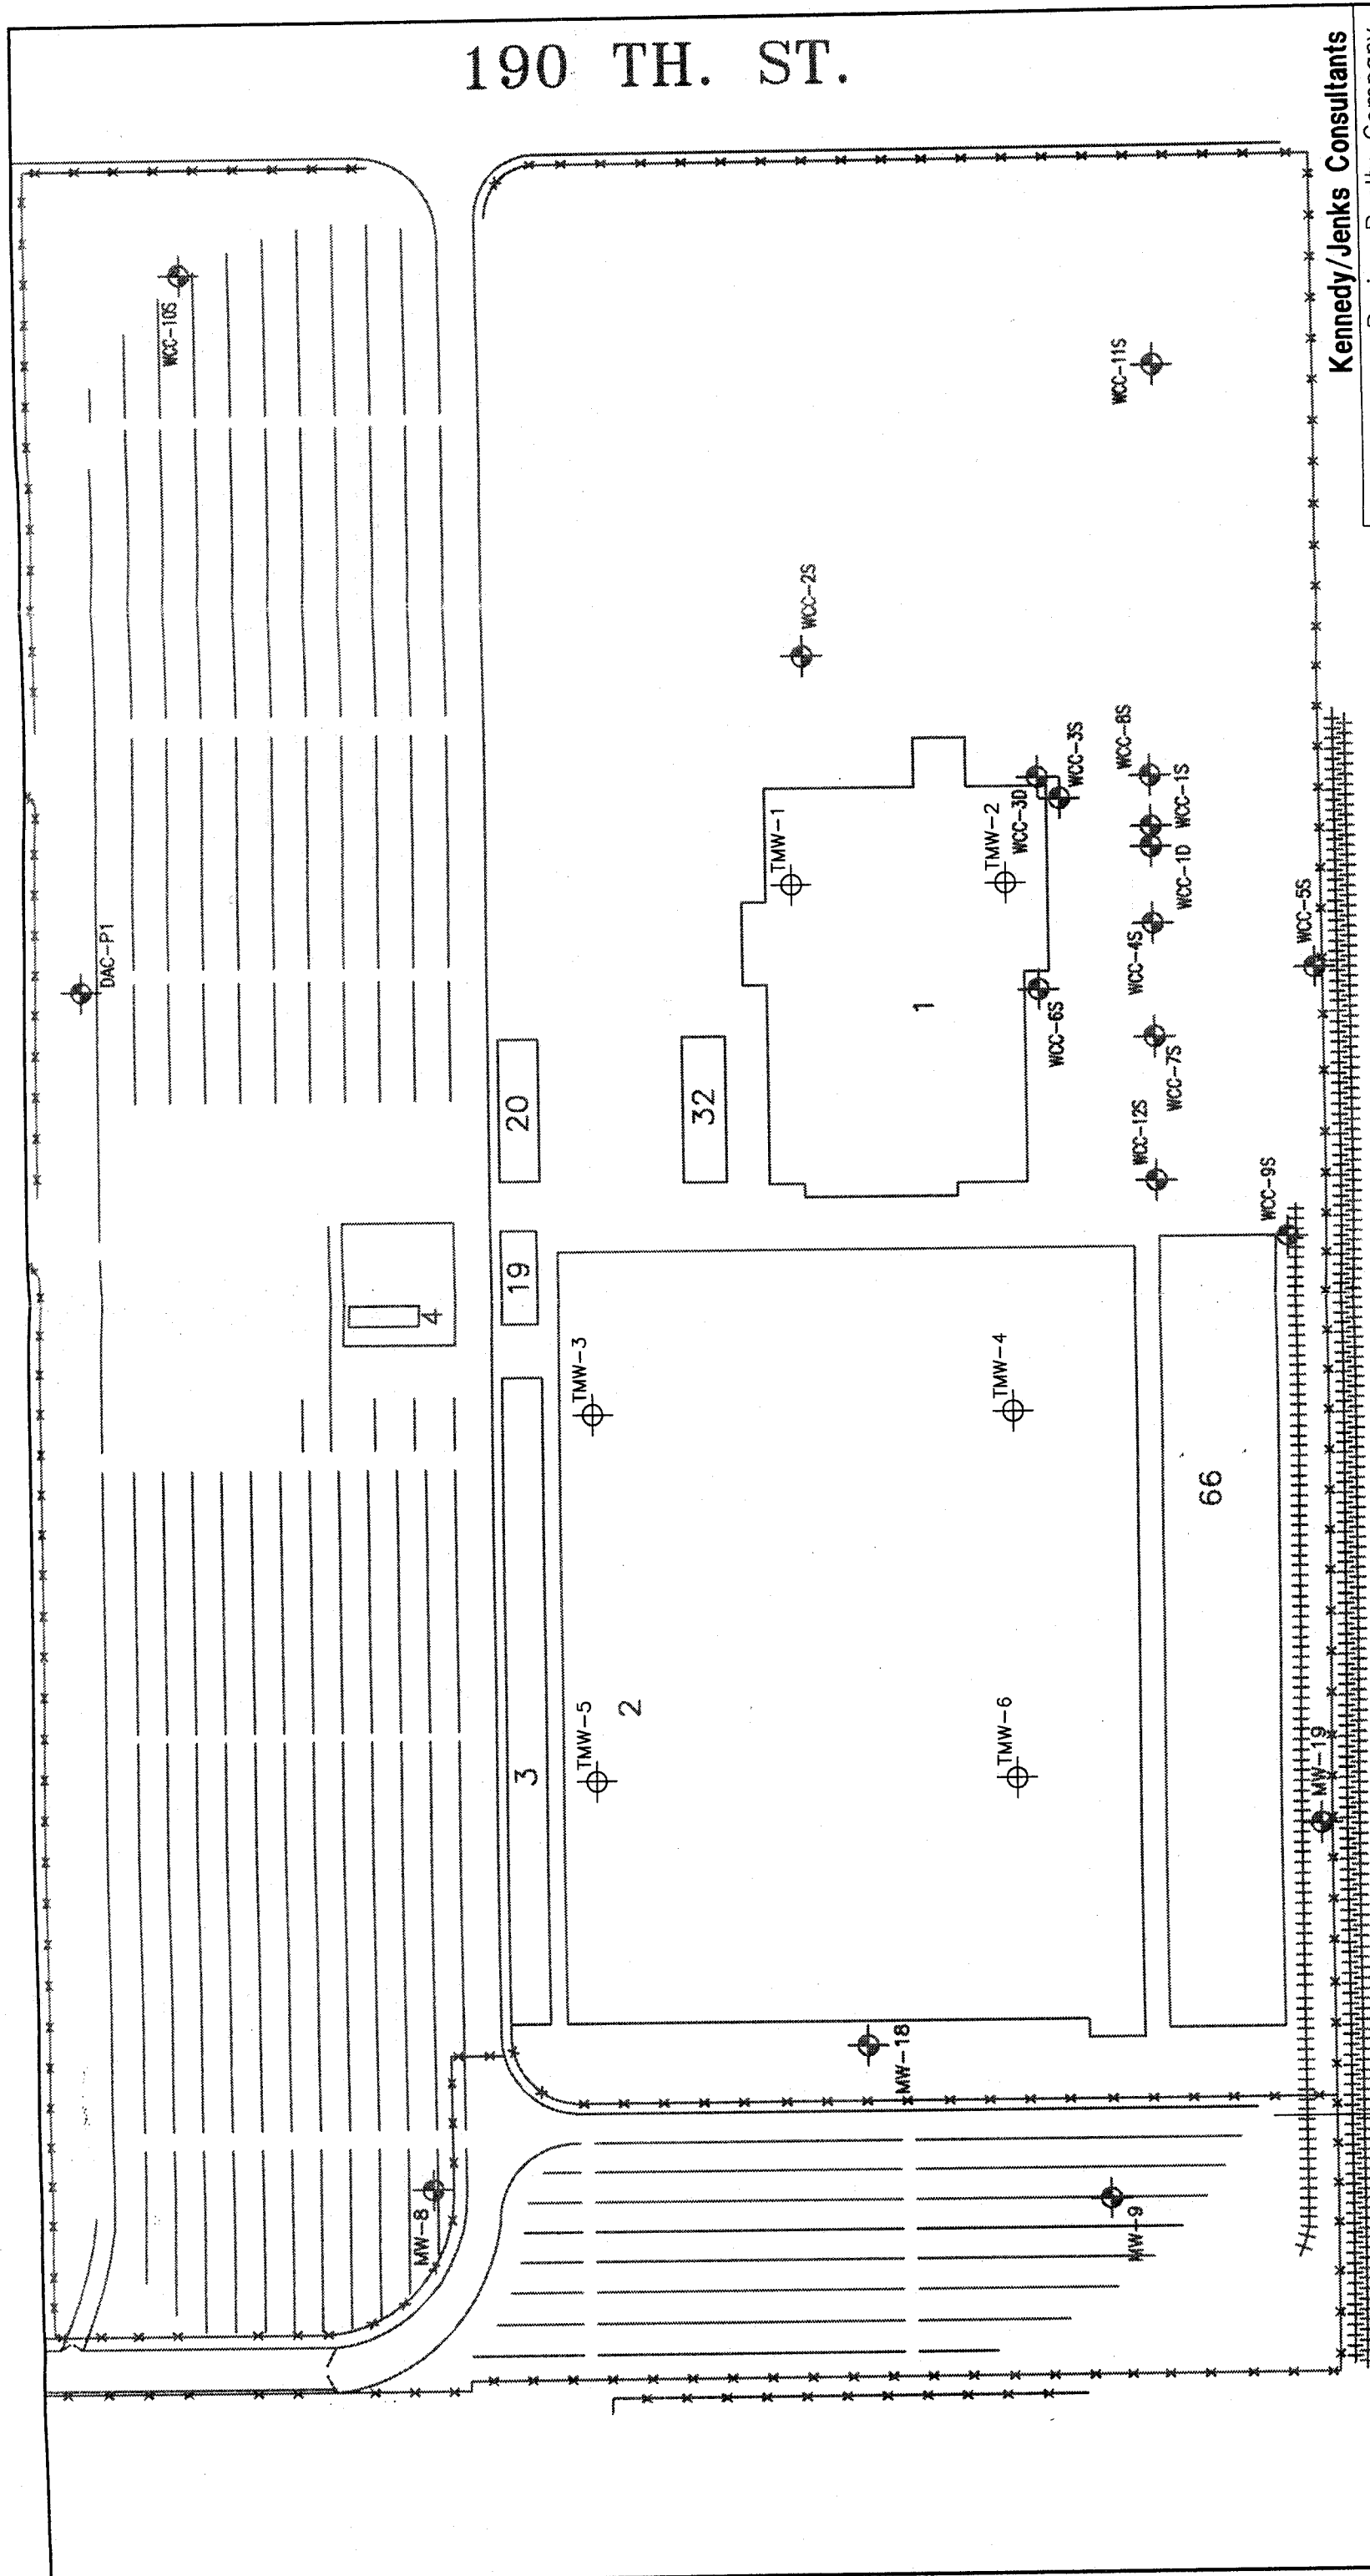 190 TH. ST.
Kennedy/Jenks Consultants
Realty Company
WCC-10S
WCC-11S
WCC-2S
WCC-3S
WCC-8S
WCC-3D
WCC-1S
TMW-1
TMW-2
WCC-1D
DAC-P1
WCC-4S
WCC-5S
1
WCC-6S
WCC-7S
20
32
WCC-12S
WCC-9S
19
4
TMW-3
TMW-4
66
TMW-5
2
TMW-6
3
MW-19
MW-18
MW-8
MW-9